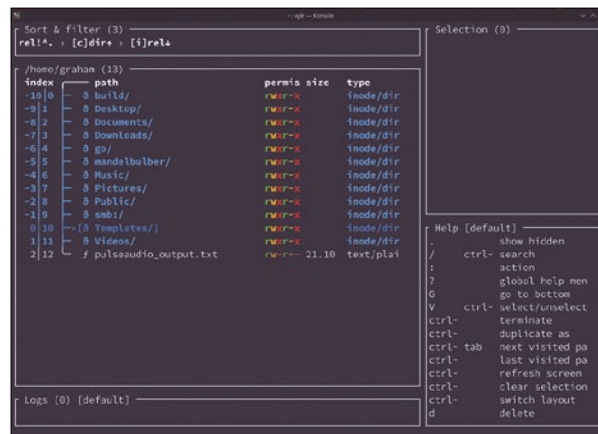 ~ : xplr — Konsole
Sort & filter (3)
rel!^. › [c]dir↑ › [i]rel↓
/home/graham (13)
index path permis size type
-10|0 ð build/ rwxr-x inode/dir
-9|1 ð Desktop/ rwxr-x inode/dir
-8|2 ð Documents/ rwxr-x inode/dir
-7|3 ð Downloads/ rwxr-x inode/dir
-6|4 ð go/ rwxr-x inode/dir
-5|5 ð mandelbulber/ rwxr-x inode/dir
-4|6 ð Music/ rwxr-x inode/dir
-3|7 ð Pictures/ rwxr-x inode/dir
-2|8 ð Public/ rwxr-x inode/dir
-1|9 ð smb:/ rwxr-x inode/dir
0|10 ▸[ð Templates/] rwxr-x inode/dir
1|11 ð Videos/ rwxr-x inode/dir
2|12 ƒ pulseaudio_output.txt rw-r-- 21.10 text/plai
Logs (0) [default]
Selection (0)
Help [default]
. show hidden
/ ctrl- search
: action
? global help men
G go to bottom
V ctrl- select/unselect
ctrl- terminate
ctrl- duplicate as
ctrl- tab next visited pa
ctrl- last visited pa
ctrl- refresh screen
ctrl- clear selection
ctrl- switch layout
d delete